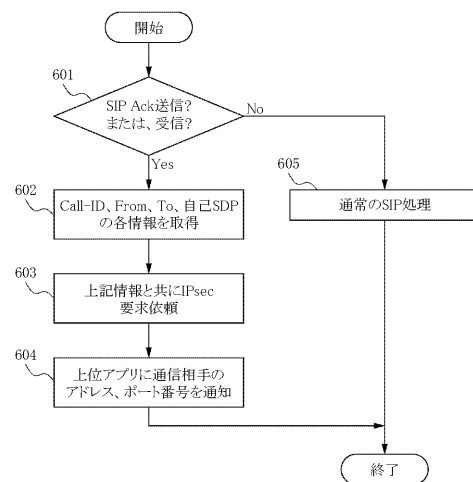 開始
601
SIP Ack送信?
または、受信?
No
Yes
602
Call-ID、From、To、自己SDP
の各情報を取得
605
通常のSIP処理
603
上記情報と共にIPsec
要求依頼
604
上位アプリに通信相手の
アドレス、ポート番号を通知
終了